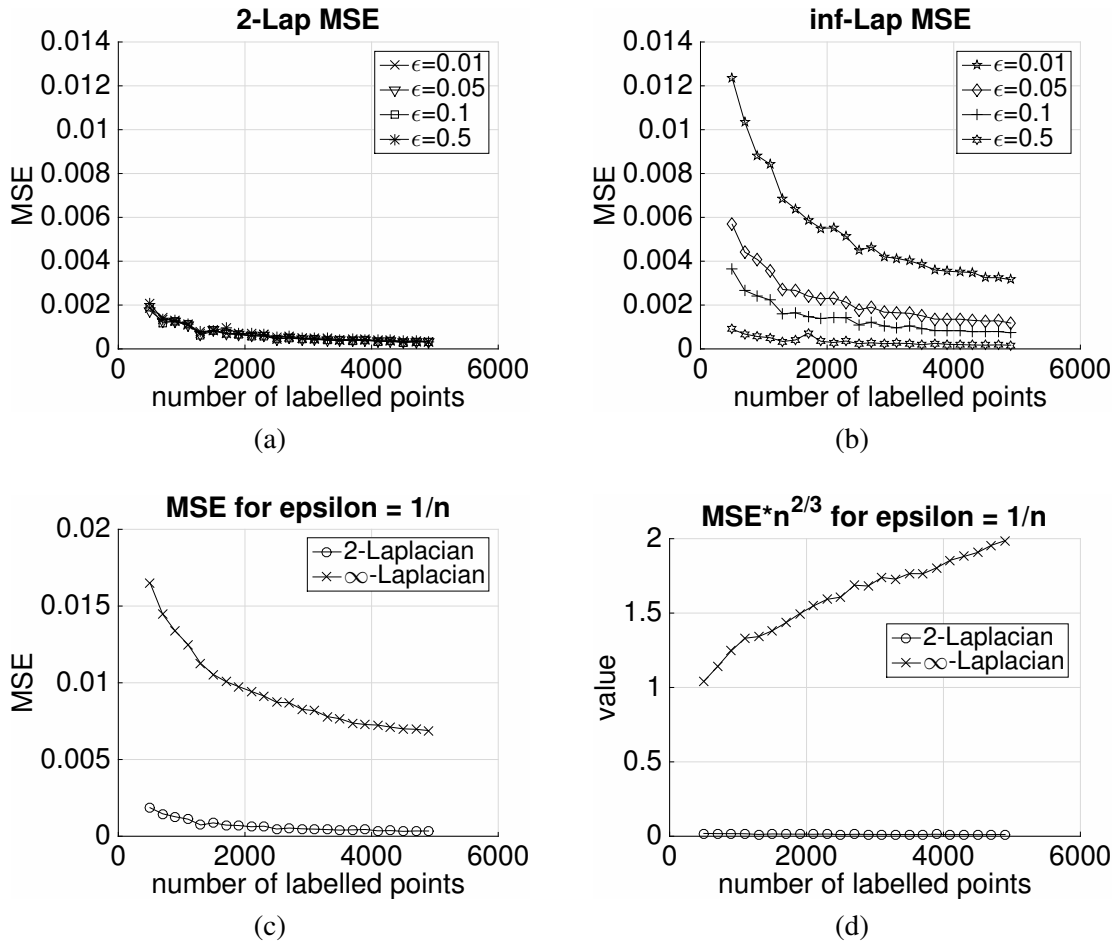 2-Lap MSE
0.014
0.012
0.01
0.008
0.006
0.004
0.002
0
MSE
ϵ=0.01
ϵ=0.05
ϵ=0.1
ϵ=0.5
0 2000 4000 6000
number of labelled points
(a)
inf-Lap MSE
0.014
0.012
0.01
0.008
0.006
0.004
0.002
0
MSE
ϵ=0.01
ϵ=0.05
ϵ=0.1
ϵ=0.5
0 2000 4000 6000
number of labelled points
(b)
MSE for epsilon = 1/n
0.02
0.015
0.01
0.005
0
MSE
2-Laplacian
∞-Laplacian
0 2000 4000 6000
number of labelled points
(c)
MSE*n^{2/3} for epsilon = 1/n
2
1.5
1
0.5
0
value
2-Laplacian
∞-Laplacian
0 2000 4000 6000
number of labelled points
(d)